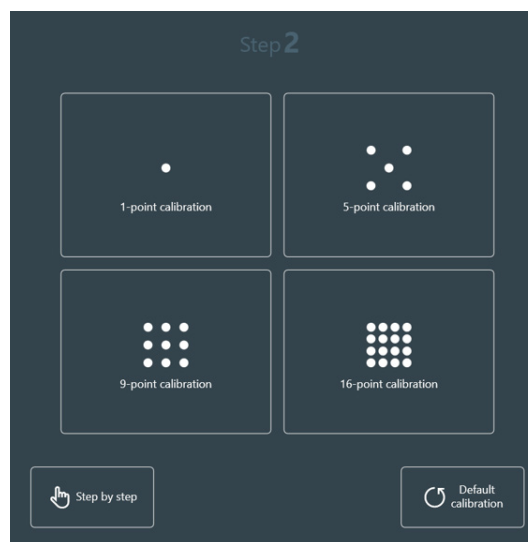 Step 2
1-point calibration
5-point calibration
9-point calibration
16-point calibration
Step by step
Default
calibration